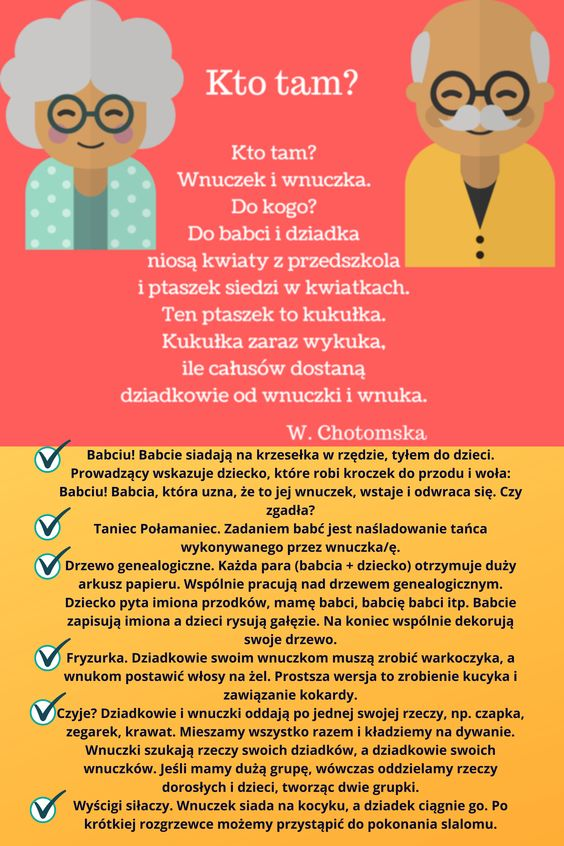 Kto tam?
Kto tam?
Wnuczek i wnuczka.
Do kogo?
Do babci i dziadka
niosą kwiaty z przedszkola
i ptaszek siedzi w kwiatkach.
Ten ptaszek to kukułka.
Kukułka zaraz wykuka,
ile całusów dostaną
dziadkowie od wnuczki i wnuka.
W. Chotomska
Babciu! Babcie siadają na krzesełka w rzędzie, tyłem do dzieci.
Prowadzący wskazuje dziecko, które robi kroczek do przodu i woła:
Babciu! Babcia, która uzna, że to jej wnuczek, wstaje i odwraca się. Czy
zgadła?
Taniec Połamaniec. Zadaniem babć jest naśladowanie tańca
wykonywanego przez wnuczka/ę.
Drzewo genealogiczne. Każda para (babcia + dziecko) otrzymuje duży
arkusz papieru. Wspólnie pracują nad drzewem genealogicznym.
Dziecko pyta imiona przodków, mamę babci, babcię babci itp. Babcie
zapisują imiona a dzieci rysują gałęzie. Na koniec wspólnie dekorują
swoje drzewo.
Fryzurka. Dziadkowie swoim wnuczkom muszą zrobić warkoczyka, a
wnukom postawić włosy na żel. Prostsza wersja to zrobienie kucyka i
zawiązanie kokardy.
Czyje? Dziadkowie i wnuczki oddają po jednej swojej rzeczy, np. czapka,
zegarek, krawat. Mieszamy wszystko razem i kładziemy na dywanie.
Wnuczki szukają rzeczy swoich dziadków, a dziadkowie swoich
wnuczków. Jeśli mamy dużą grupę, wówczas oddzielamy rzeczy
dorosłych i dzieci, tworząc dwie grupki.
Wyścigi siłaczy. Wnuczek siada na kocyku, a dziadek ciągnie go. Po
krótkiej rozgrzewce możemy przystąpić do pokonania slalomu.